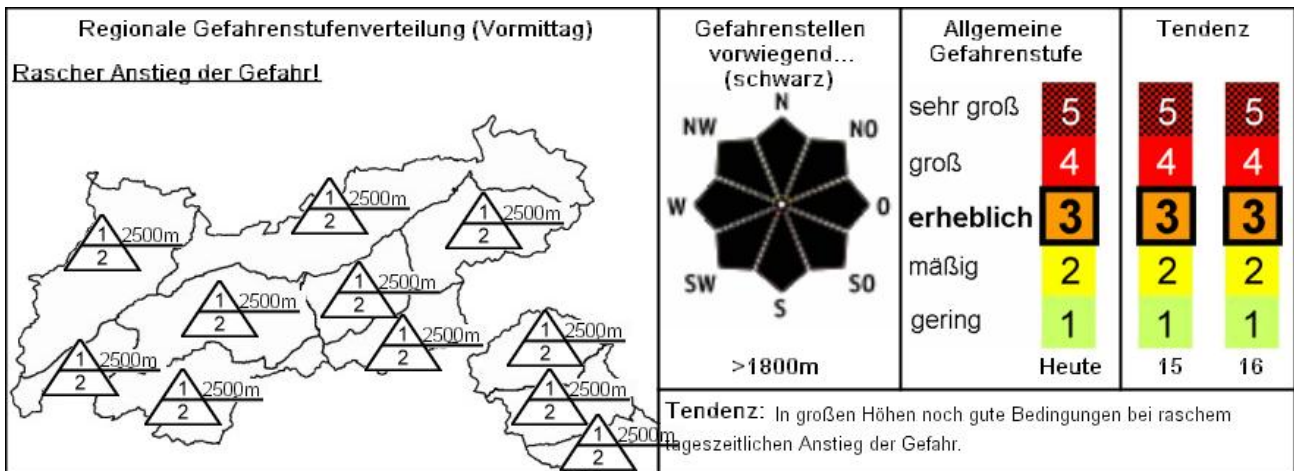 Regionale Gefahrenstufenverteilung (Vormittag)
Rascher Anstieg der Gefahr!
1 2500m
2
1 2500m
2
1 2500m
2
1 2500m
2
1 2500m
2
1 2500m
2
1 2500m
2
1 2500m
2
1 2500m
2
1 2500m
2
1 2500m
2
Gefahrenstellen
vorwiegend...
(schwarz)
N
NW NO
W O
SW SO
S
>1800m
Allgemeine
Gefahrenstufe
sehr groß 5
groß 4
erheblich 3
mäßig 2
gering 1
Heute
Tendenz
5 5
4 4
3 3
2 2
1 1
15 16
Tendenz: In großen Höhen noch gute Bedingungen bei raschem
tageszeitlichen Anstieg der Gefahr.